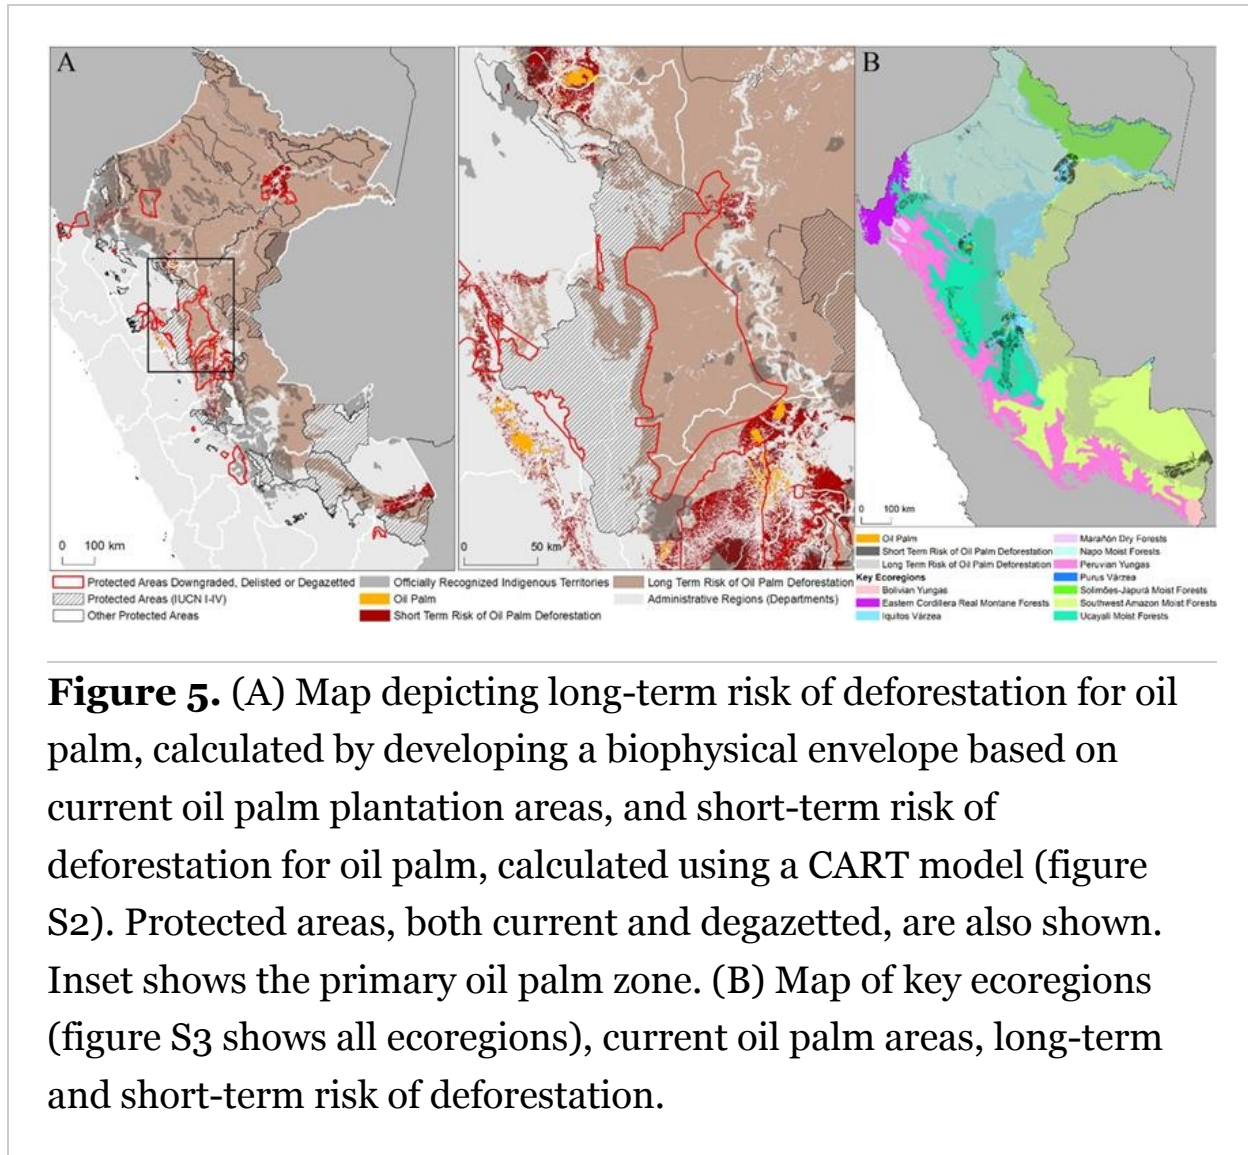 A
B
0 100 km
0 50 km
0 100 km
Protected Areas Downgraded, Delisted or Degazetted
Protected Areas (IUCN I-IV)
Other Protected Areas
Officially Recognized Indigenous Territories
Oil Palm
Short Term Risk of Oil Palm Deforestation
Long Term Risk of Oil Palm Deforestation
Administrative Regions (Departments)
Oil Palm
Short Term Risk of Oil Palm Deforestation
Long Term Risk of Oil Palm Deforestation
Key Ecoregions
Bolivian Yungas
Eastern Cordillera Real Montane Forests
Iquitos Várzea
Marañón Dry Forests
Napo Moist Forests
Peruvian Yungas
Purus Várzea
Solimões-Japurá Moist Forests
Southwest Amazon Moist Forests
Ucayali Moist Forests
Figure 5. (A) Map depicting long-term risk of deforestation for oil
palm, calculated by developing a biophysical envelope based on
current oil palm plantation areas, and short-term risk of
deforestation for oil palm, calculated using a CART model (figure
S2). Protected areas, both current and degazetted, are also shown.
Inset shows the primary oil palm zone. (B) Map of key ecoregions
(figure S3 shows all ecoregions), current oil palm areas, long-term
and short-term risk of deforestation.